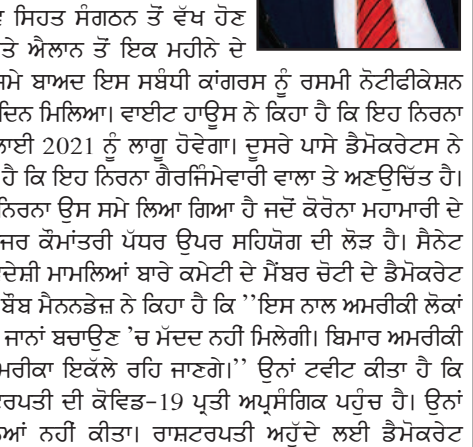 ਸਿਹਤ ਸੰਗਠਨ ਤੋਂ ਵੱਖ ਹੋਣ
ਤੇ ਐਲਾਨ ਤੋਂ ਇਕ ਮਹੀਨੇ ਦੇ
ਸਮੇ ਬਾਅਦ ਇਸ ਸਬੰਧੀ ਕਾਂਗਰਸ ਨੂੰ ਰਸਮੀ ਨੋਟੀਫੀਕੇਸ਼ਨ
ਦਿਨ ਮਿਲਿਆ। ਵਾਈਟ ਹਾਊਸ ਨੇ ਕਿਹਾ ਹੈ ਕਿ ਇਹ ਨਿਰਨਾ
ਲਾਈ 2021 ਨੂੰ ਲਾਗੂ ਹੋਵੇਗਾ। ਦੂਸਰੇ ਪਾਸੇ ਡੈਮੋਕਰੇਟਸ ਨੇ
ਹੈ ਕਿ ਇਹ ਨਿਰਨਾ ਗੈਰਜਿੰਮੇਵਾਰੀ ਵਾਲਾ ਤੇ ਅਣਉਚਿੱਤ ਹੈ।
ਨਿਰਨਾ ਉਸ ਸਮੇ ਲਿਆ ਗਿਆ ਹੈ ਜਦੋਂ ਕੋਰੋਨਾ ਮਹਾਮਾਰੀ ਦੇ
ਜਰ ਕੌਮਾਂਤਰੀ ਪੱਧਰ ਉਪਰ ਸਹਿਯੋਗ ਦੀ ਲੋੜ ਹੈ। ਸੈਨੇਟ
ਦੇਸ਼ੀ ਮਾਮਲਿਆਂ ਬਾਰੇ ਕਮੇਟੀ ਦੇ ਮੈਂਬਰ ਚੋਟੀ ਦੇ ਡੈਮੋਕਰੇਟ
ਬੌਬ ਮੈਨਨਡੇਜ਼ ਨੇ ਕਿਹਾ ਹੈ ਕਿ ''ਇਸ ਨਾਲ ਅਮਰੀਕੀ ਲੋਕਾਂ
ਜਾਨਾਂ ਬਚਾਉਣ 'ਚ ਮੱਦਦ ਨਹੀਂ ਮਿਲੇਗੀ। ਬਿਮਾਰ ਅਮਰੀਕੀ
ਮਰੀਕਾ ਇਕੱਲੇ ਰਹਿ ਜਾਣਗੇ।'' ਉਨਾਂ ਟਵੀਟ ਕੀਤਾ ਹੈ ਕਿ
ਟਰਪਤੀ ਦੀ ਕੋਵਿਡ-19 ਪ੍ਰਤੀ ਅਪ੍ਰਸੰਗਿਕ ਪਹੁੰਚ ਹੈ। ਉਨਾਂ
ਆਂ ਨਹੀਂ ਕੀਤਾ। ਰਾਸ਼ਟਰਪਤੀ ਅਹੁੱਦੇ ਲਈ ਡੈਮੋਕਰੇਟ